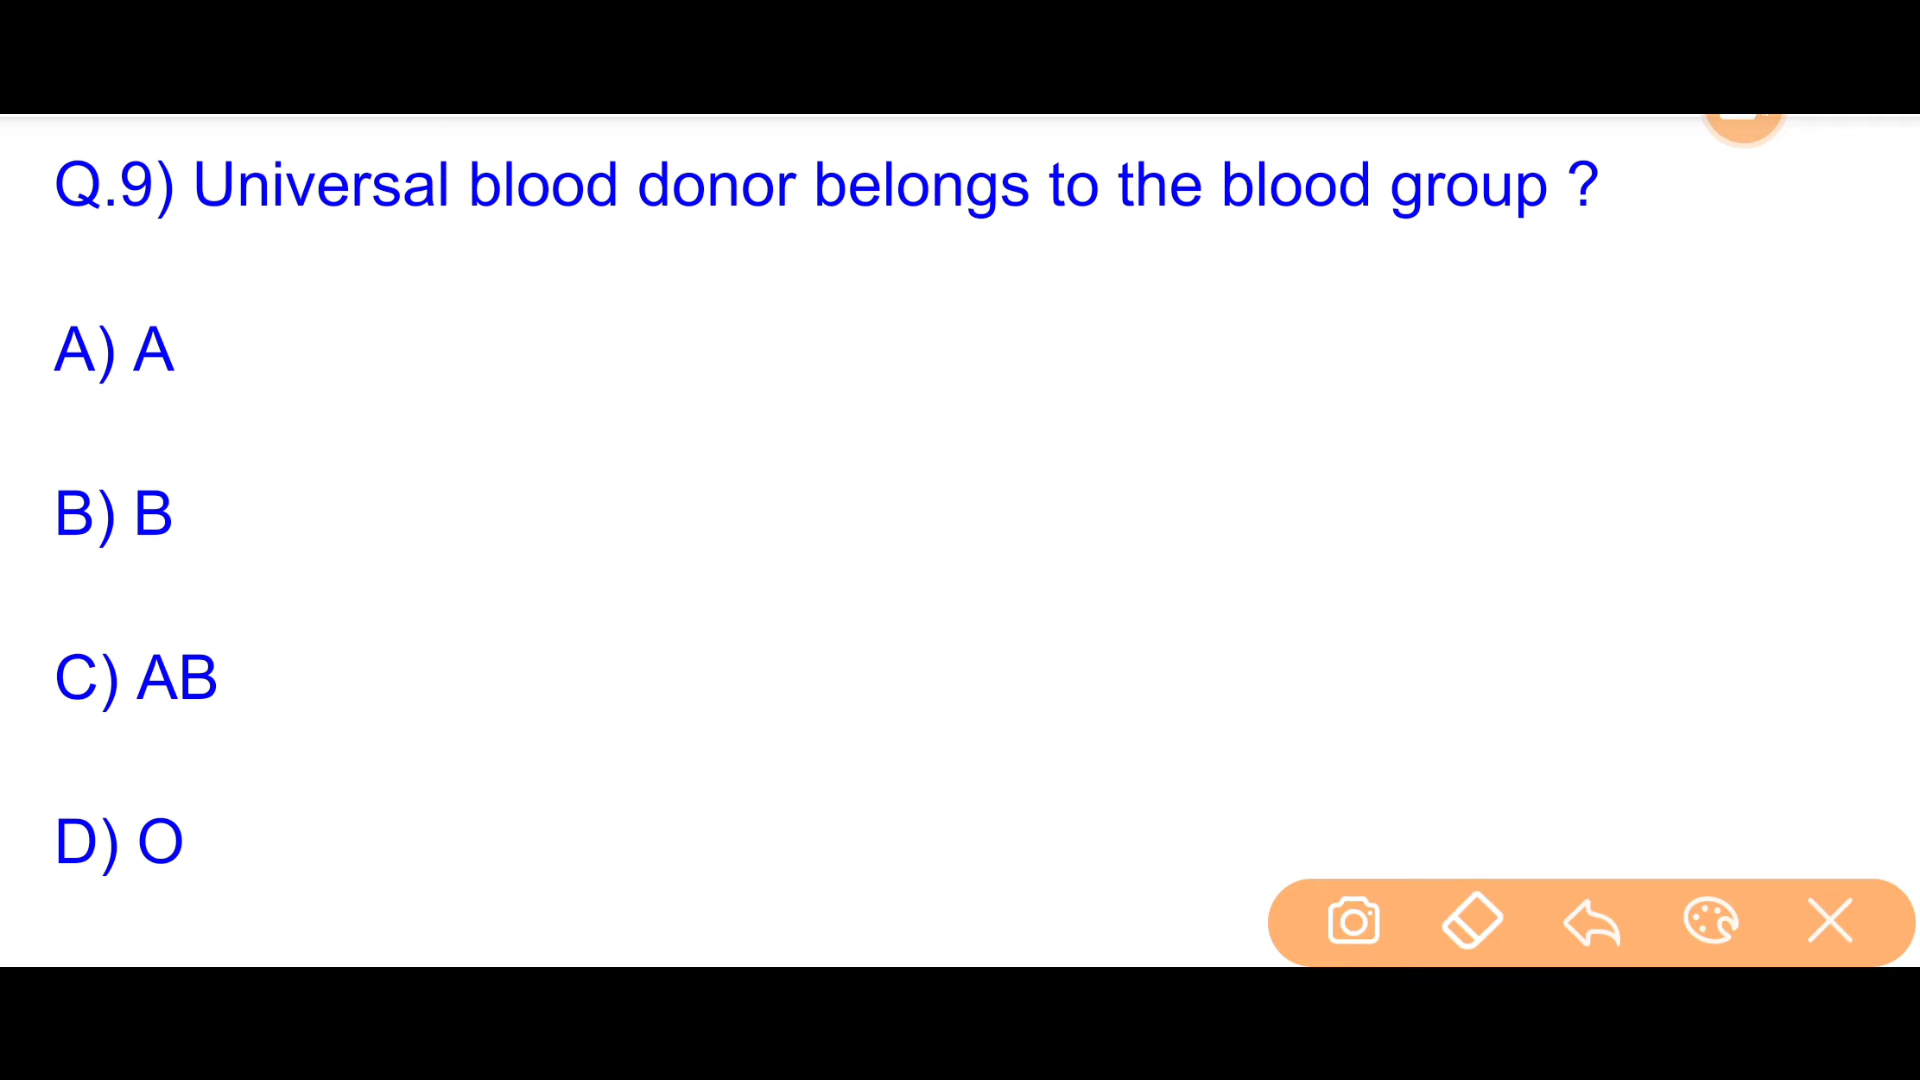 Q.9) Universal blood donor belongs to the blood group ?
A) A
B) B
C) AB
D) O